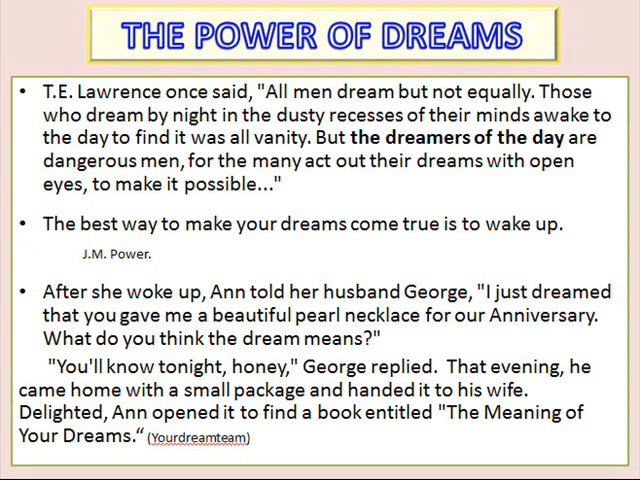 THE POWER OF DREAMS
• T.E. Lawrence once said, "All men dream but not equally. Those
who dream by night in the dusty recesses of their minds awake to
the day to find it was all vanity. But the dreamers of the day are
dangerous men, for the many act out their dreams with open
eyes, to make it possible..."
• The best way to make your dreams come true is to wake up.
J.M. Power.
• After she woke up, Ann told her husband George, "I just dreamed
that you gave me a beautiful pearl necklace for our Anniversary.
What do you think the dream means?"
"You'll know tonight, honey," George replied.  That evening, he
came home with a small package and handed it to his wife.
Delighted, Ann opened it to find a book entitled "The Meaning of
Your Dreams.“ (Yourdreamteam)